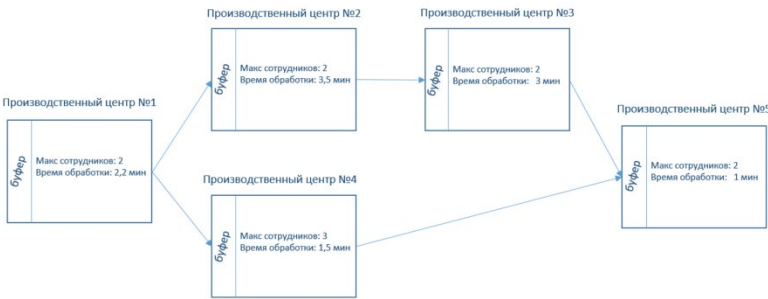 Производственный центр №2
Производственный центр №3
буфер
Макс сотрудников: 2
Время обработки: 3,5 мин
буфер
Макс сотрудников: 2
Время обработки: 3 мин
Производственный центр №1
Производственный центр №5
буфер
Макс сотрудников: 2
Время обработки: 2,2 мин
буфер
Макс сотрудников: 2
Время обработки: 1 мин
Производственный центр №4
буфер
Макс сотрудников: 3
Время обработки: 1,5 мин